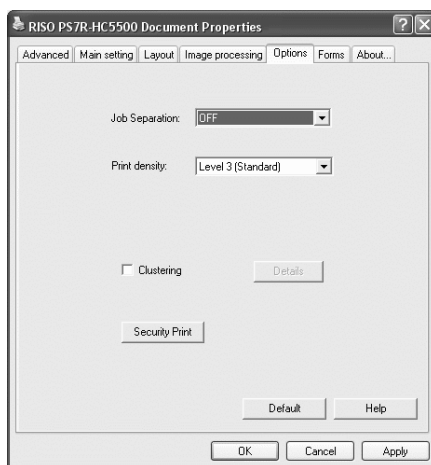 RISO PS7R-HC5500 Document Properties
Advanced Main setting Layout Image processing Options Forms About...
Job Separation: OFF
Print density: Level 3 (Standard)
Clustering Details
Security Print
Default Help
OK Cancel Apply